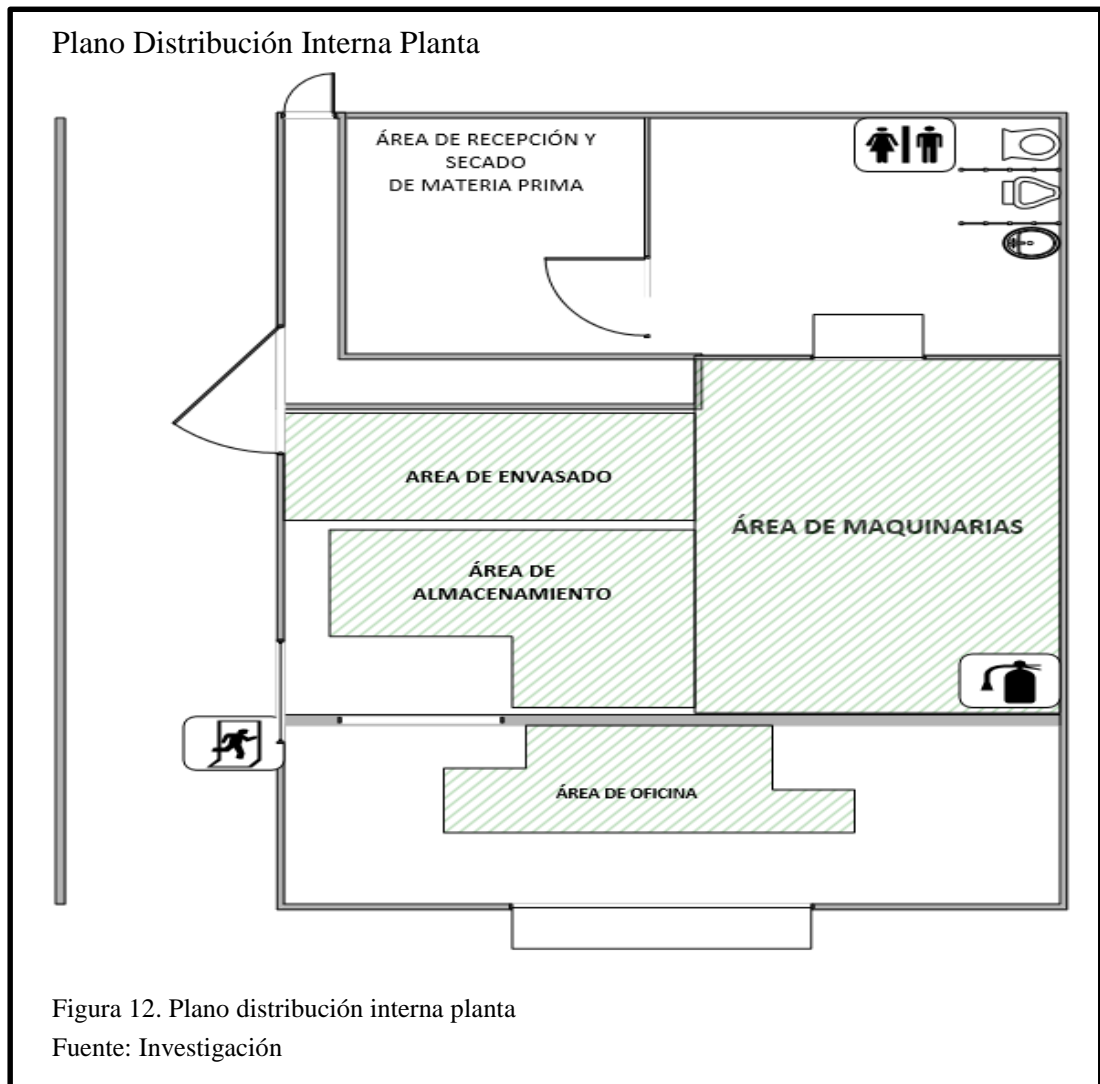 Plano Distribución Interna Planta
ÁREA DE RECEPCIÓN Y
SECADO
DE MATERIA PRIMA
AREA DE ENVASADO
ÁREA DE MAQUINARIAS
ÁREA DE
ALMACENAMIENTO
ÁREA DE OFICINA
Figura 12. Plano distribución interna planta
Fuente: Investigación